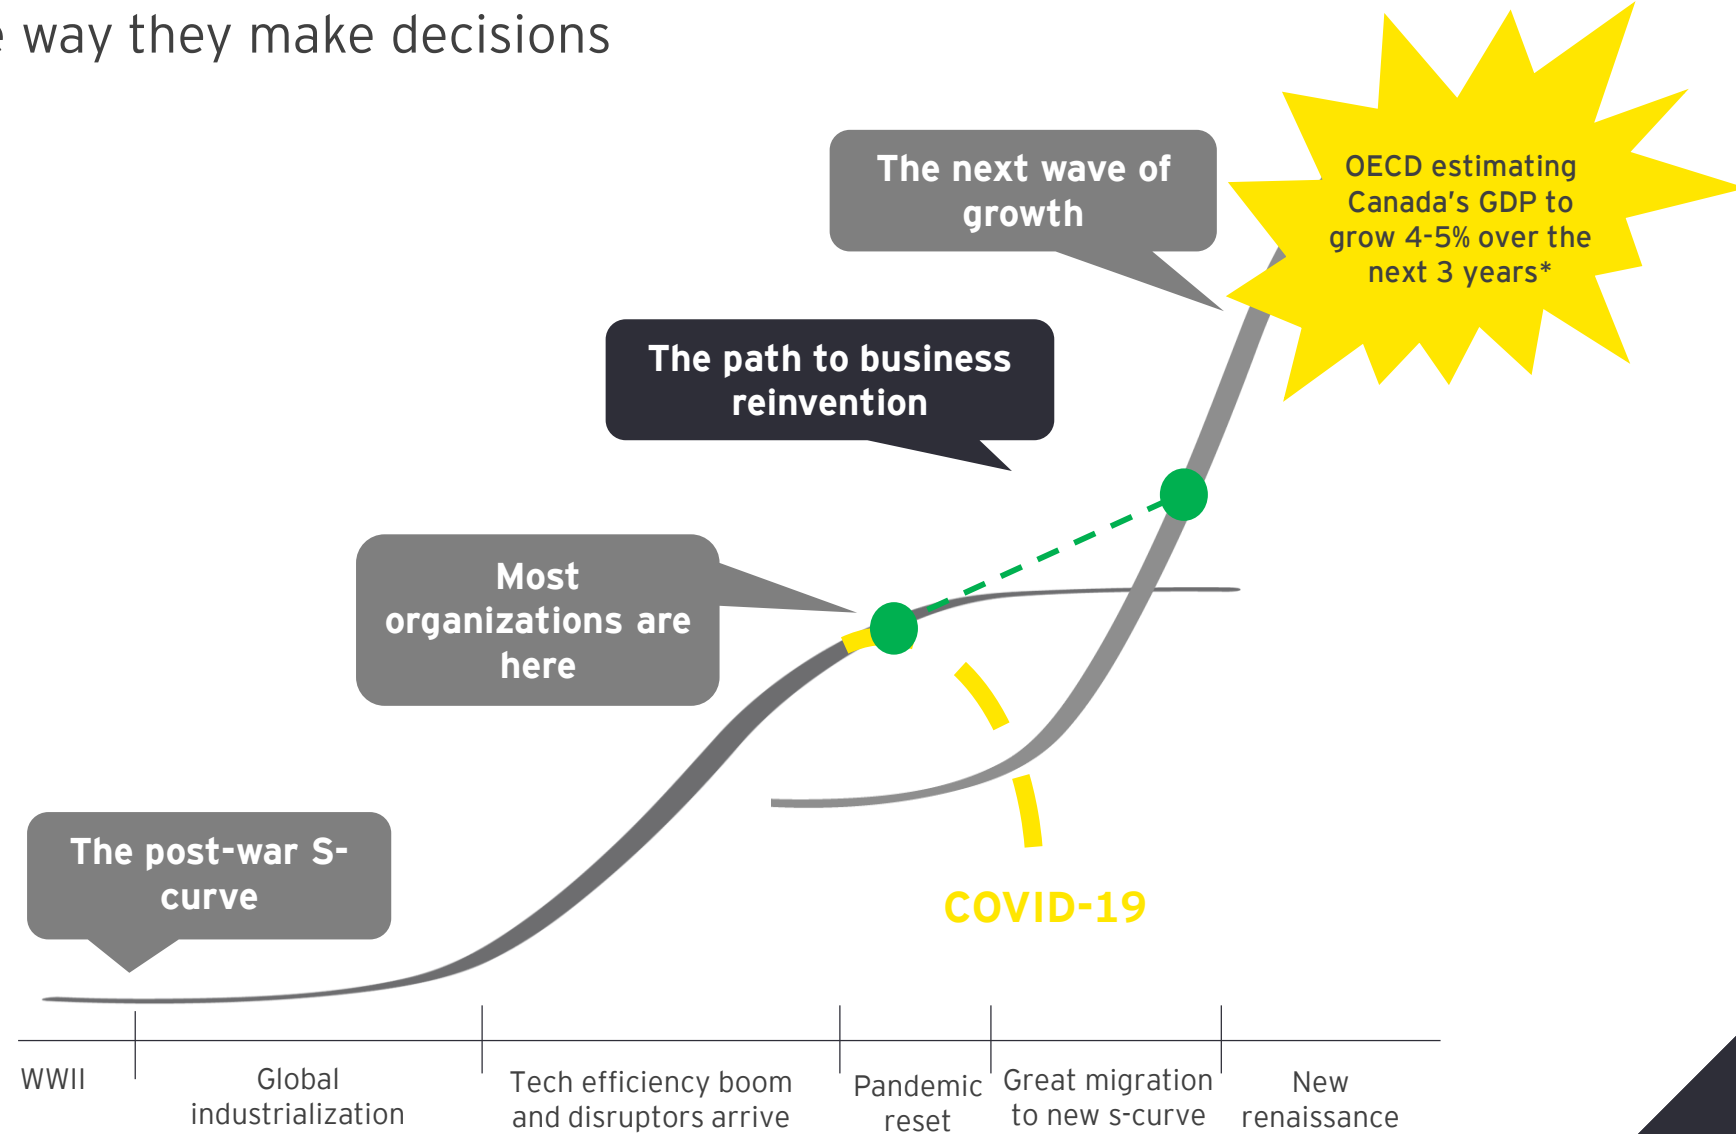 way they make decisions
The next wave of
growth
OECD estimating
Canada's GDP to
grow 4-5% over the
next 3 years*
The path to business
reinvention
Most
organizations are
here
The post-war S-
curve
COVID-19
WWII
Global
industrialization
Tech efficiency boom
and disruptors arrive
Pandemic
reset
Great migration
to new s-curve
New
renaissance